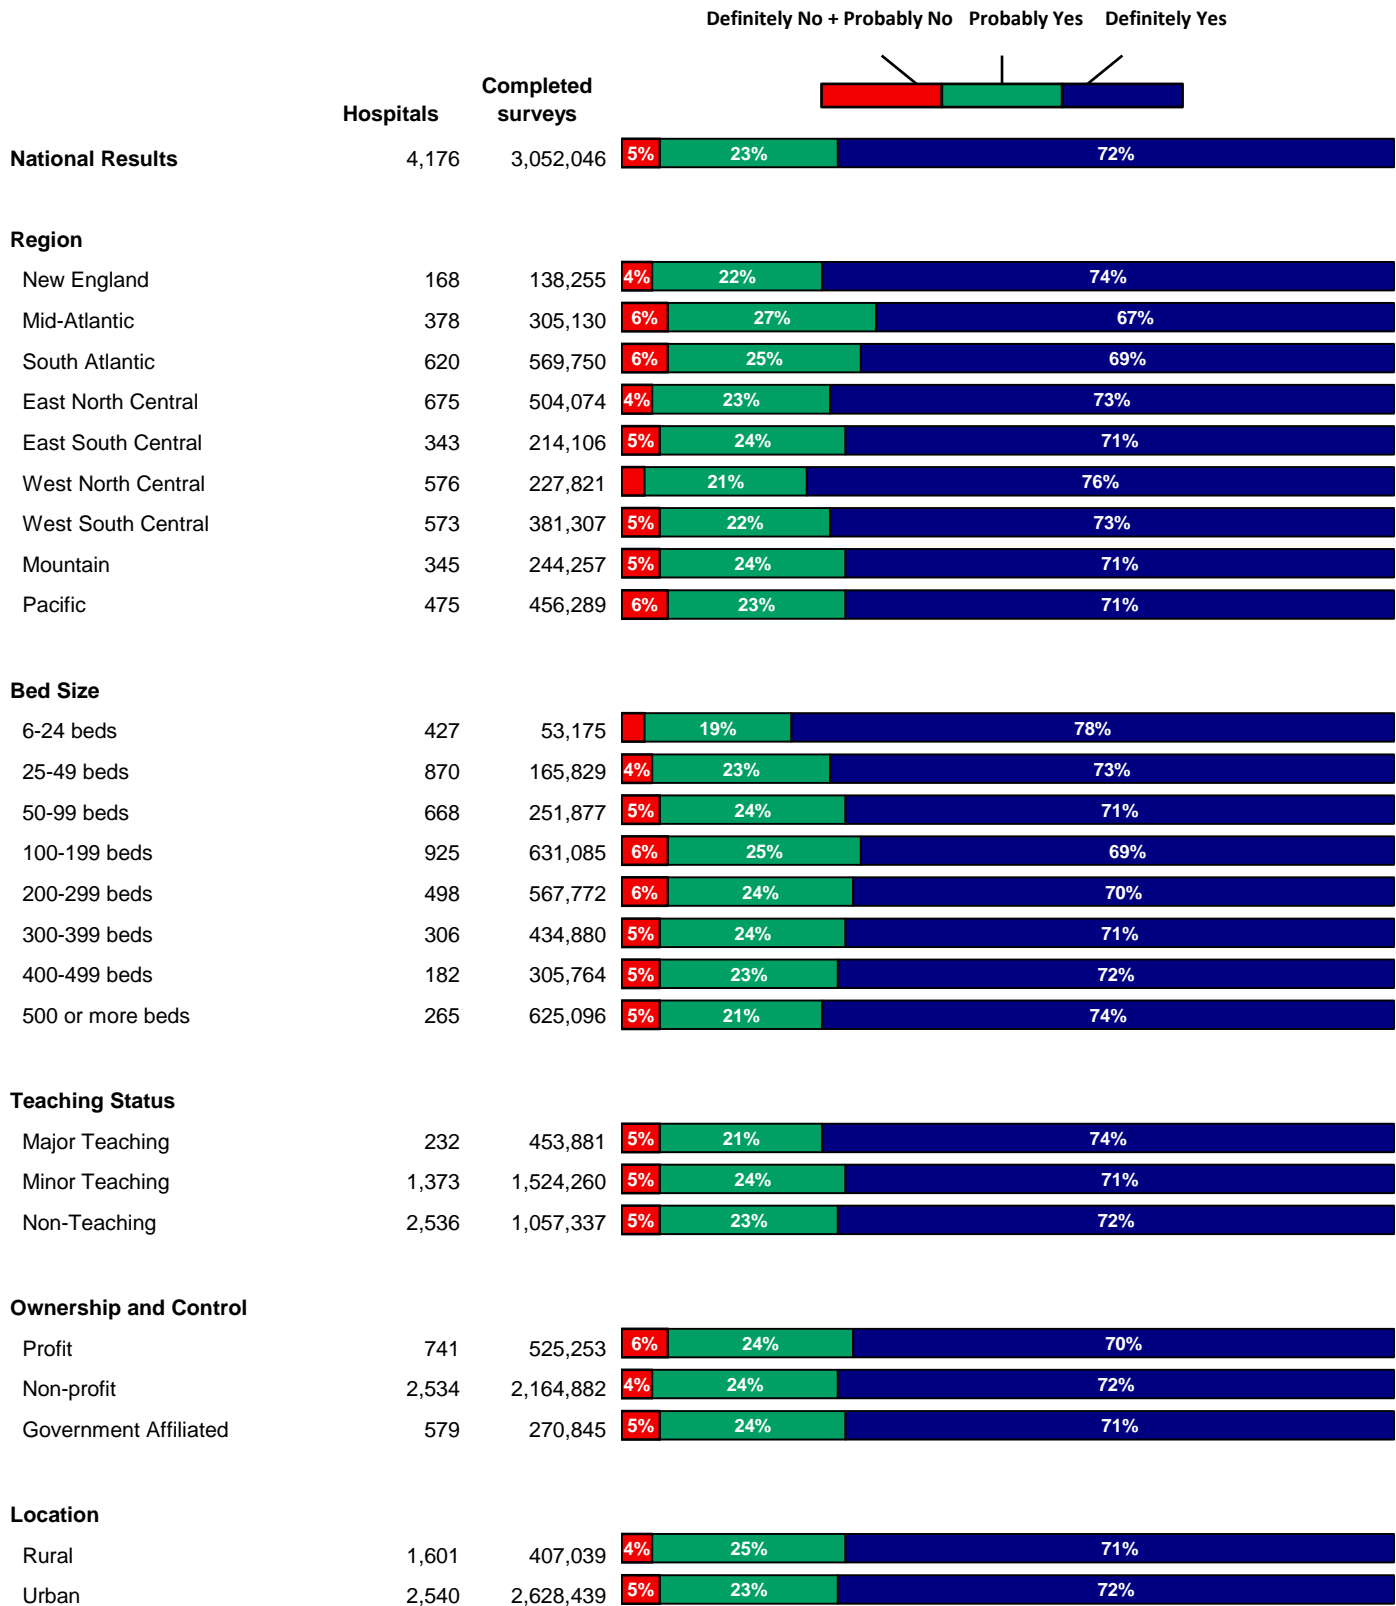 Definitely No + Probably No Probably Yes Definitely Yes
Hospitals Completed surveys
National Results 4,176 3,052,046 5% 23% 72%
Region
New England 168 138,255 4% 22% 74%
Mid-Atlantic 378 305,130 6% 27% 67%
South Atlantic 620 569,750 6% 25% 69%
East North Central 675 504,074 4% 23% 73%
East South Central 343 214,106 5% 24% 71%
West North Central 576 227,821 21% 76%
West South Central 573 381,307 5% 22% 73%
Mountain 345 244,257 5% 24% 71%
Pacific 475 456,289 6% 23% 71%
Bed Size
6-24 beds 427 53,175 19% 78%
25-49 beds 870 165,829 4% 23% 73%
50-99 beds 668 251,877 5% 24% 71%
100-199 beds 925 631,085 6% 25% 69%
200-299 beds 498 567,772 6% 24% 70%
300-399 beds 306 434,880 5% 24% 71%
400-499 beds 182 305,764 5% 23% 72%
500 or more beds 265 625,096 5% 21% 74%
Teaching Status
Major Teaching 232 453,881 5% 21% 74%
Minor Teaching 1,373 1,524,260 5% 24% 71%
Non-Teaching 2,536 1,057,337 5% 23% 72%
Ownership and Control
Profit 741 525,253 6% 24% 70%
Non-profit 2,534 2,164,882 4% 24% 72%
Government Affiliated 579 270,845 5% 24% 71%
Location
Rural 1,601 407,039 4% 25% 71%
Urban 2,540 2,628,439 5% 23% 72%